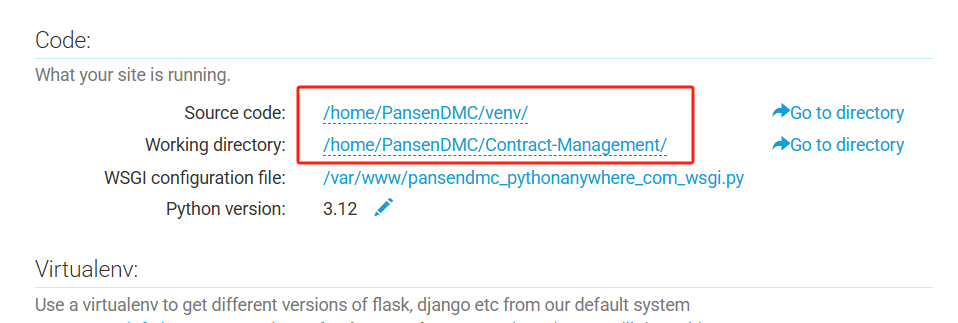 Code:
What your site is running.
Source code: /home/PansenDMC/venv/ Go to directory
Working directory: /home/PansenDMC/Contract-Management/ Go to directory
WSGI configuration file: /var/www/pansendmc_pythonanywhere_com_wsgi.py
Python version: 3.12
Virtualenv:
Use a virtualenv to get different versions of flask, django etc from our default system